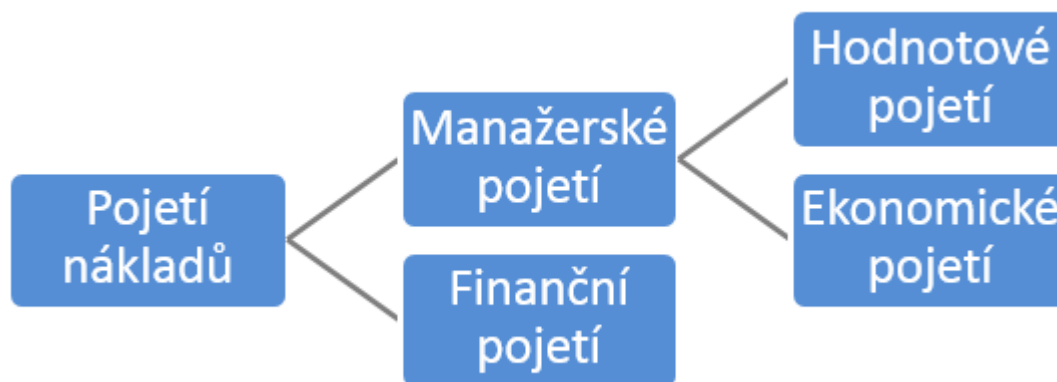 Pojetí
nákladů
Manažerské
pojetí
Finanční
pojetí
Hodnotové
pojetí
Ekonomické
pojetí